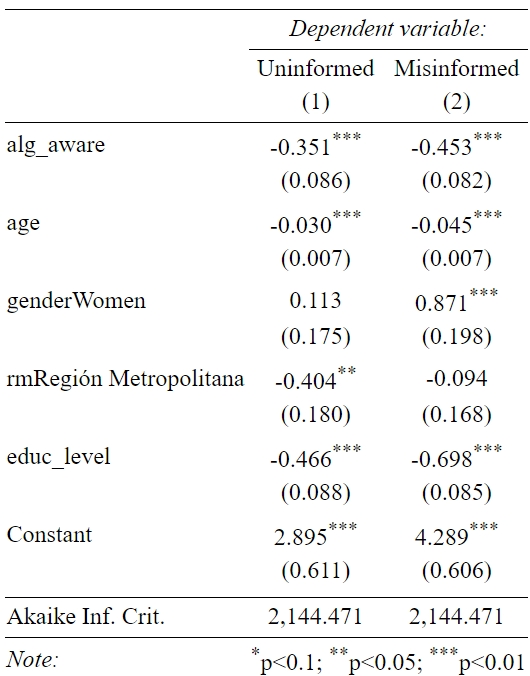 Dependent variable:
Uninformed Misinformed
(1) (2)
alg_aware -0.351*** -0.453***
(0.086) (0.082)
age -0.030*** -0.045***
(0.007) (0.007)
genderWomen 0.113 0.871***
(0.175) (0.198)
rmRegión Metropolitana -0.404** -0.094
(0.180) (0.168)
educ_level -0.466*** -0.698***
(0.088) (0.085)
Constant 2.895*** 4.289***
(0.611) (0.606)
Akaike Inf. Crit. 2,144.471 2,144.471
Note: *p<0.1; **p<0.05; ***p<0.01